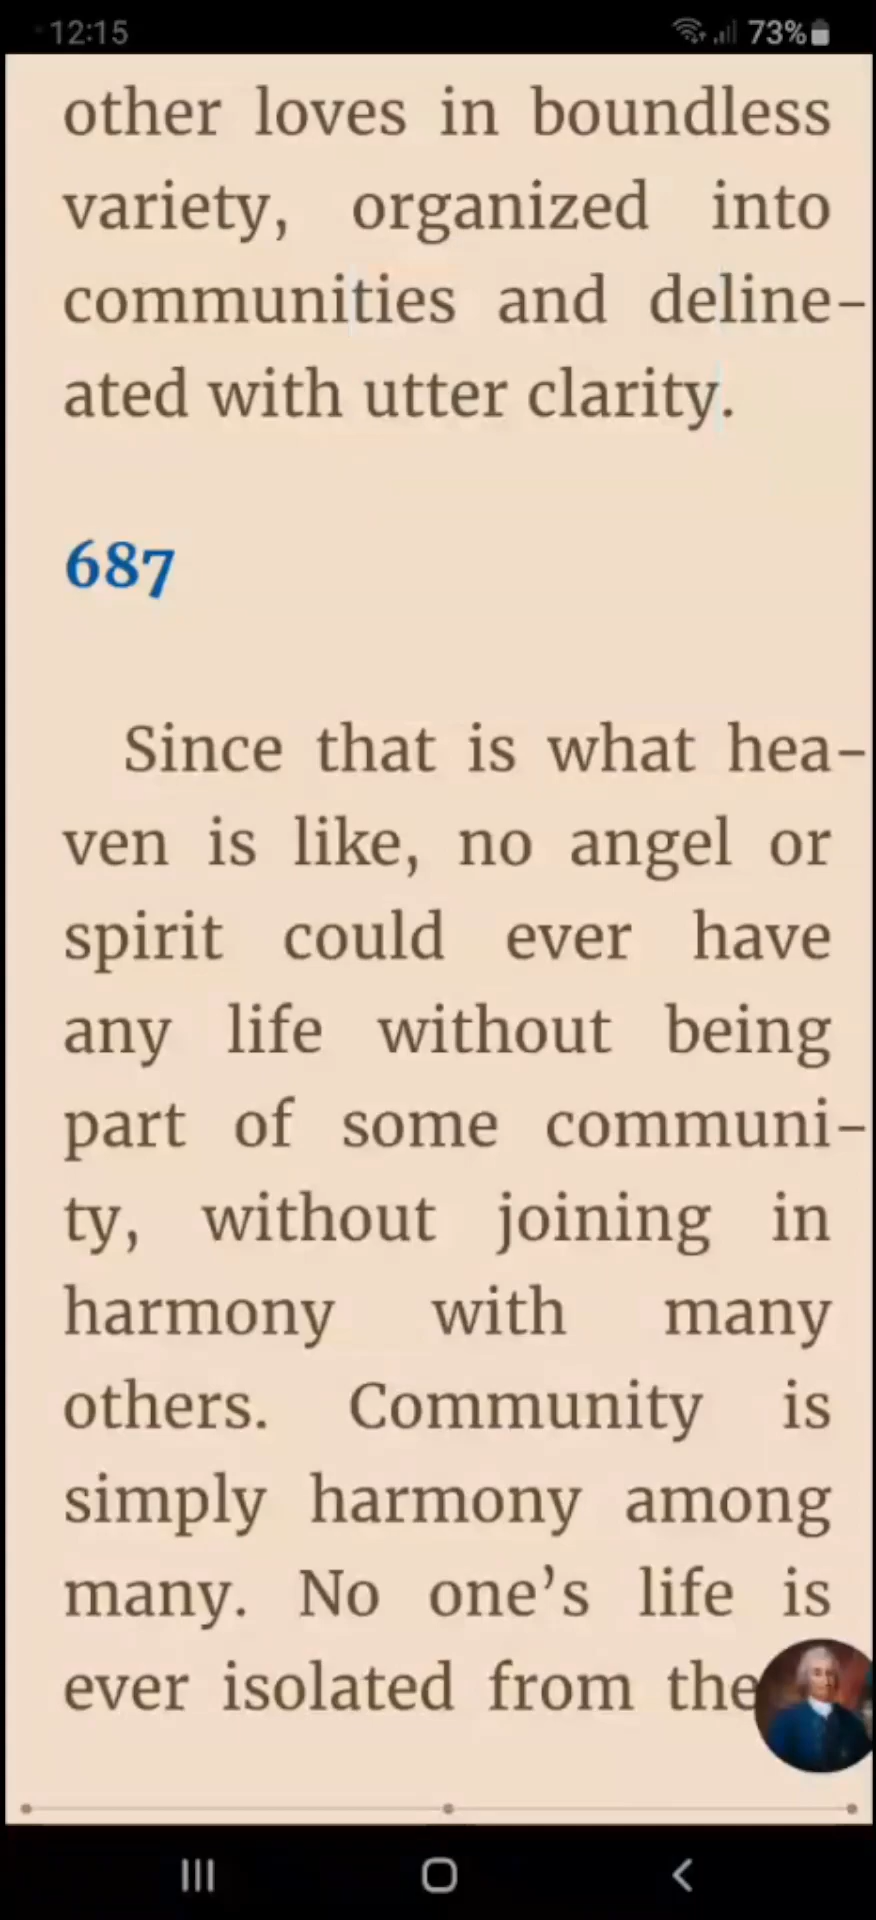 12:15
73%
other loves in boundless
variety, organized into
communities and deline-
ated with utter clarity.
687
Since that is what hea-
ven is like, no angel or
spirit could ever have
any life without being
part of some communi-
ty, without joining in
harmony with many
others. Community is
simply harmony among
many. No one’s life is
ever isolated from the